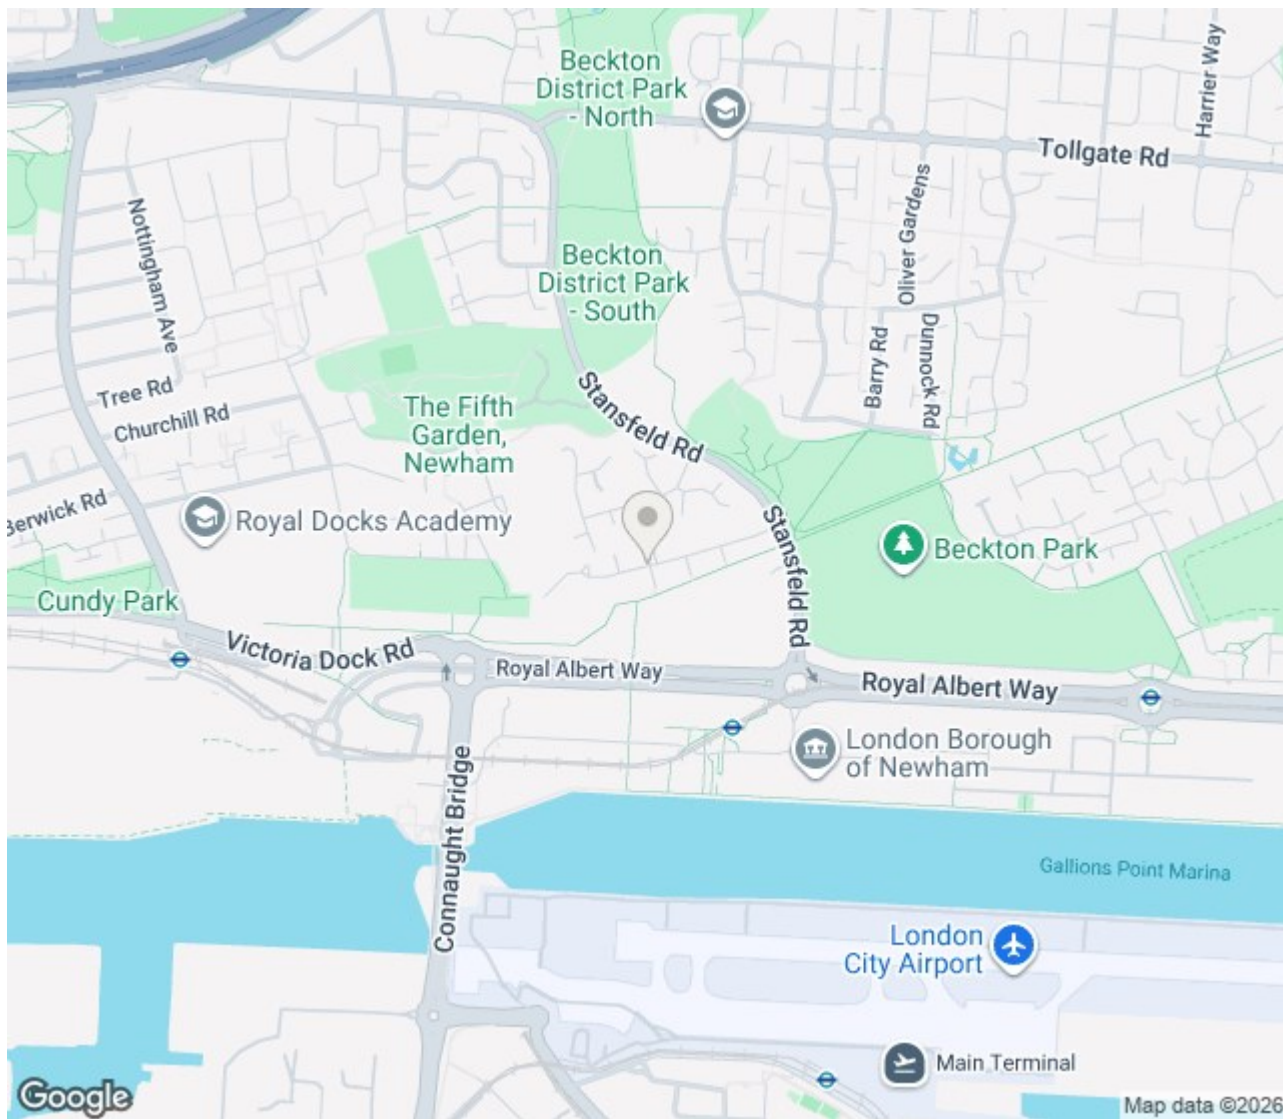 Beckton
District Park
- North
Harrier Way
Tollgate Rd
Nottingham Ave
Oliver Gardens
Beckton
District Park
- South
Barry Rd
Dunnock Rd
Tree Rd
Churchill Rd
The Fifth
Garden,
Newham
Stansfeld Rd
Berwick Rd
Royal Docks Academy
Stansfeld Rd
Beckton Park
Cundy Park
Victoria Dock Rd
Royal Albert Way
Royal Albert Way
London Borough
of Newham
Connaught Bridge
Gallions Point Marina
London
City Airport
Main Terminal
Google
Map data ©2026